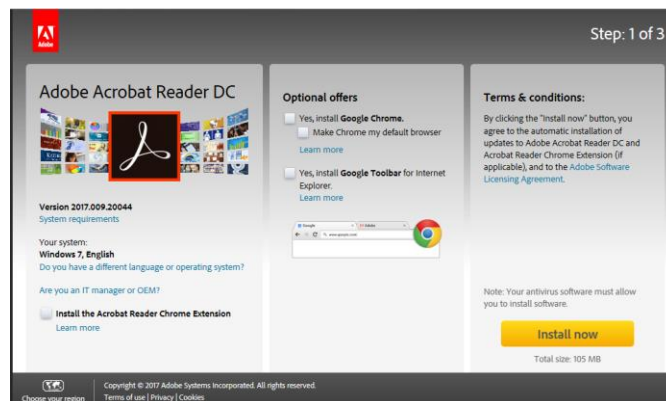 Adobe
Step: 1 of 3
Adobe Acrobat Reader DC
Version 2017.009.20044
System requirements
Your system:
Windows 7, English
Do you have a different language or operating system?
Are you an IT manager or OEM?
Install the Acrobat Reader Chrome Extension
Learn more
Optional offers
Yes, install Google Chrome.
Make Chrome my default browser
Learn more
Yes, install Google Toolbar for Internet
Explorer.
Learn more
Terms & conditions:
By clicking the "Install now" button, you
agree to the automatic installation of
updates to Adobe Acrobat Reader DC and
Acrobat Reader Chrome Extension (if
applicable), and to the Adobe Software
Licensing Agreement.
Note: Your antivirus software must allow
you to install software.
Install now
Total size: 105 MB
Choose your region
Copyright © 2017 Adobe Systems Incorporated. All rights reserved.
Terms of use | Privacy | Cookies